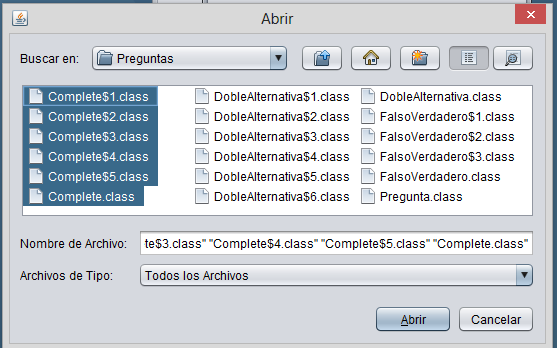 Abrir
Buscar en: Preguntas
Complete$1.class DobleAlternativa$1.class DobleAlternativa.class
Complete$2.class DobleAlternativa$2.class FalsoVerdadero$1.class
Complete$3.class DobleAlternativa$3.class FalsoVerdadero$2.class
Complete$4.class DobleAlternativa$4.class FalsoVerdadero$3.class
Complete$5.class DobleAlternativa$5.class FalsoVerdadero.class
Complete.class DobleAlternativa$6.class Pregunta.class
Nombre de Archivo: te$3.class" "Complete$4.class" "Complete$5.class" "Complete.class"
Archivos de Tipo: Todos los Archivos
Abrir Cancelar